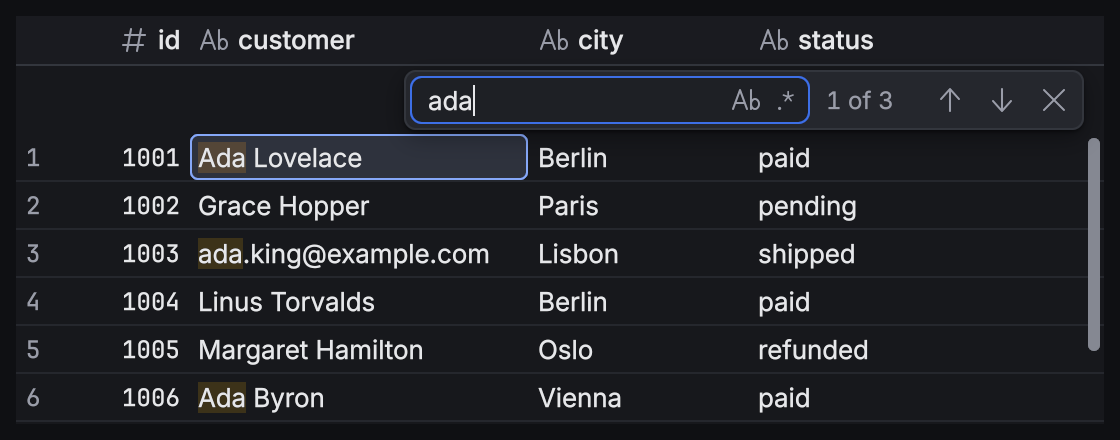 # id Ab customer Ab city Ab status
ada Ab .* 1 of 3
1 1001 Ada Lovelace Berlin paid
2 1002 Grace Hopper Paris pending
3 1003 ada.king@example.com Lisbon shipped
4 1004 Linus Torvalds Berlin paid
5 1005 Margaret Hamilton Oslo refunded
6 1006 Ada Byron Vienna paid